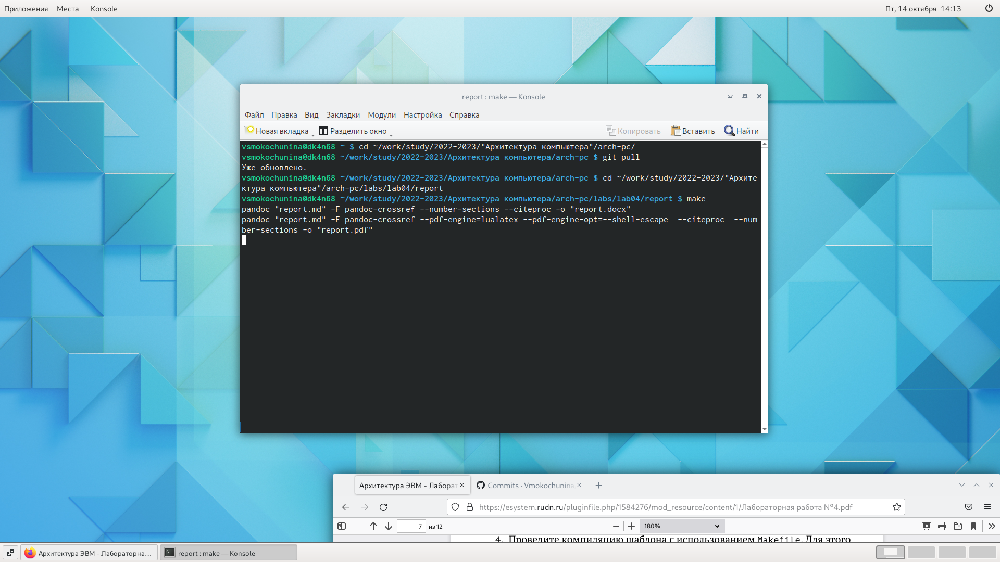 Приложения Места Konsole Пт, 14 октября 14:13
report : make — Konsole
Файл Правка Вид Закладки Модули Настройка Справка
Новая вкладка Разделить окно Копировать Вставить Найти
vsmokochunina@dk4n68 ~ $ cd ~/work/study/2022-2023/"Архитектура компьютера"/arch-pc/
vsmokochunina@dk4n68 ~/work/study/2022-2023/Архитектура компьютера/arch-pc $ git pull
Уже обновлено.
vsmokochunina@dk4n68 ~/work/study/2022-2023/Архитектура компьютера/arch-pc $ cd ~/work/study/2022-2023/"Архите
ктура компьютера"/arch-pc/labs/lab04/report
vsmokochunina@dk4n68 ~/work/study/2022-2023/Архитектура компьютера/arch-pc/labs/lab04/report $ make
pandoc "report.md" -F pandoc-crossref --number-sections --citeproc -o "report.docx"
pandoc "report.md" -F pandoc-crossref --pdf-engine=lualatex --pdf-engine-opt=--shell-escape  --citeproc  --num
ber-sections -o "report.pdf"
Архитектура ЭВМ - Лаборат Commits · Vmokochunina
https://esystem.rudn.ru/pluginfile.php/1584276/mod_resource/content/1/Лабораторная работа №4.pdf
7 из 12 180%
4. Проведите компиляцию шаблона с использованием Makefile. Для этого
Архитектура ЭВМ - Лабораторна... report : make — Konsole